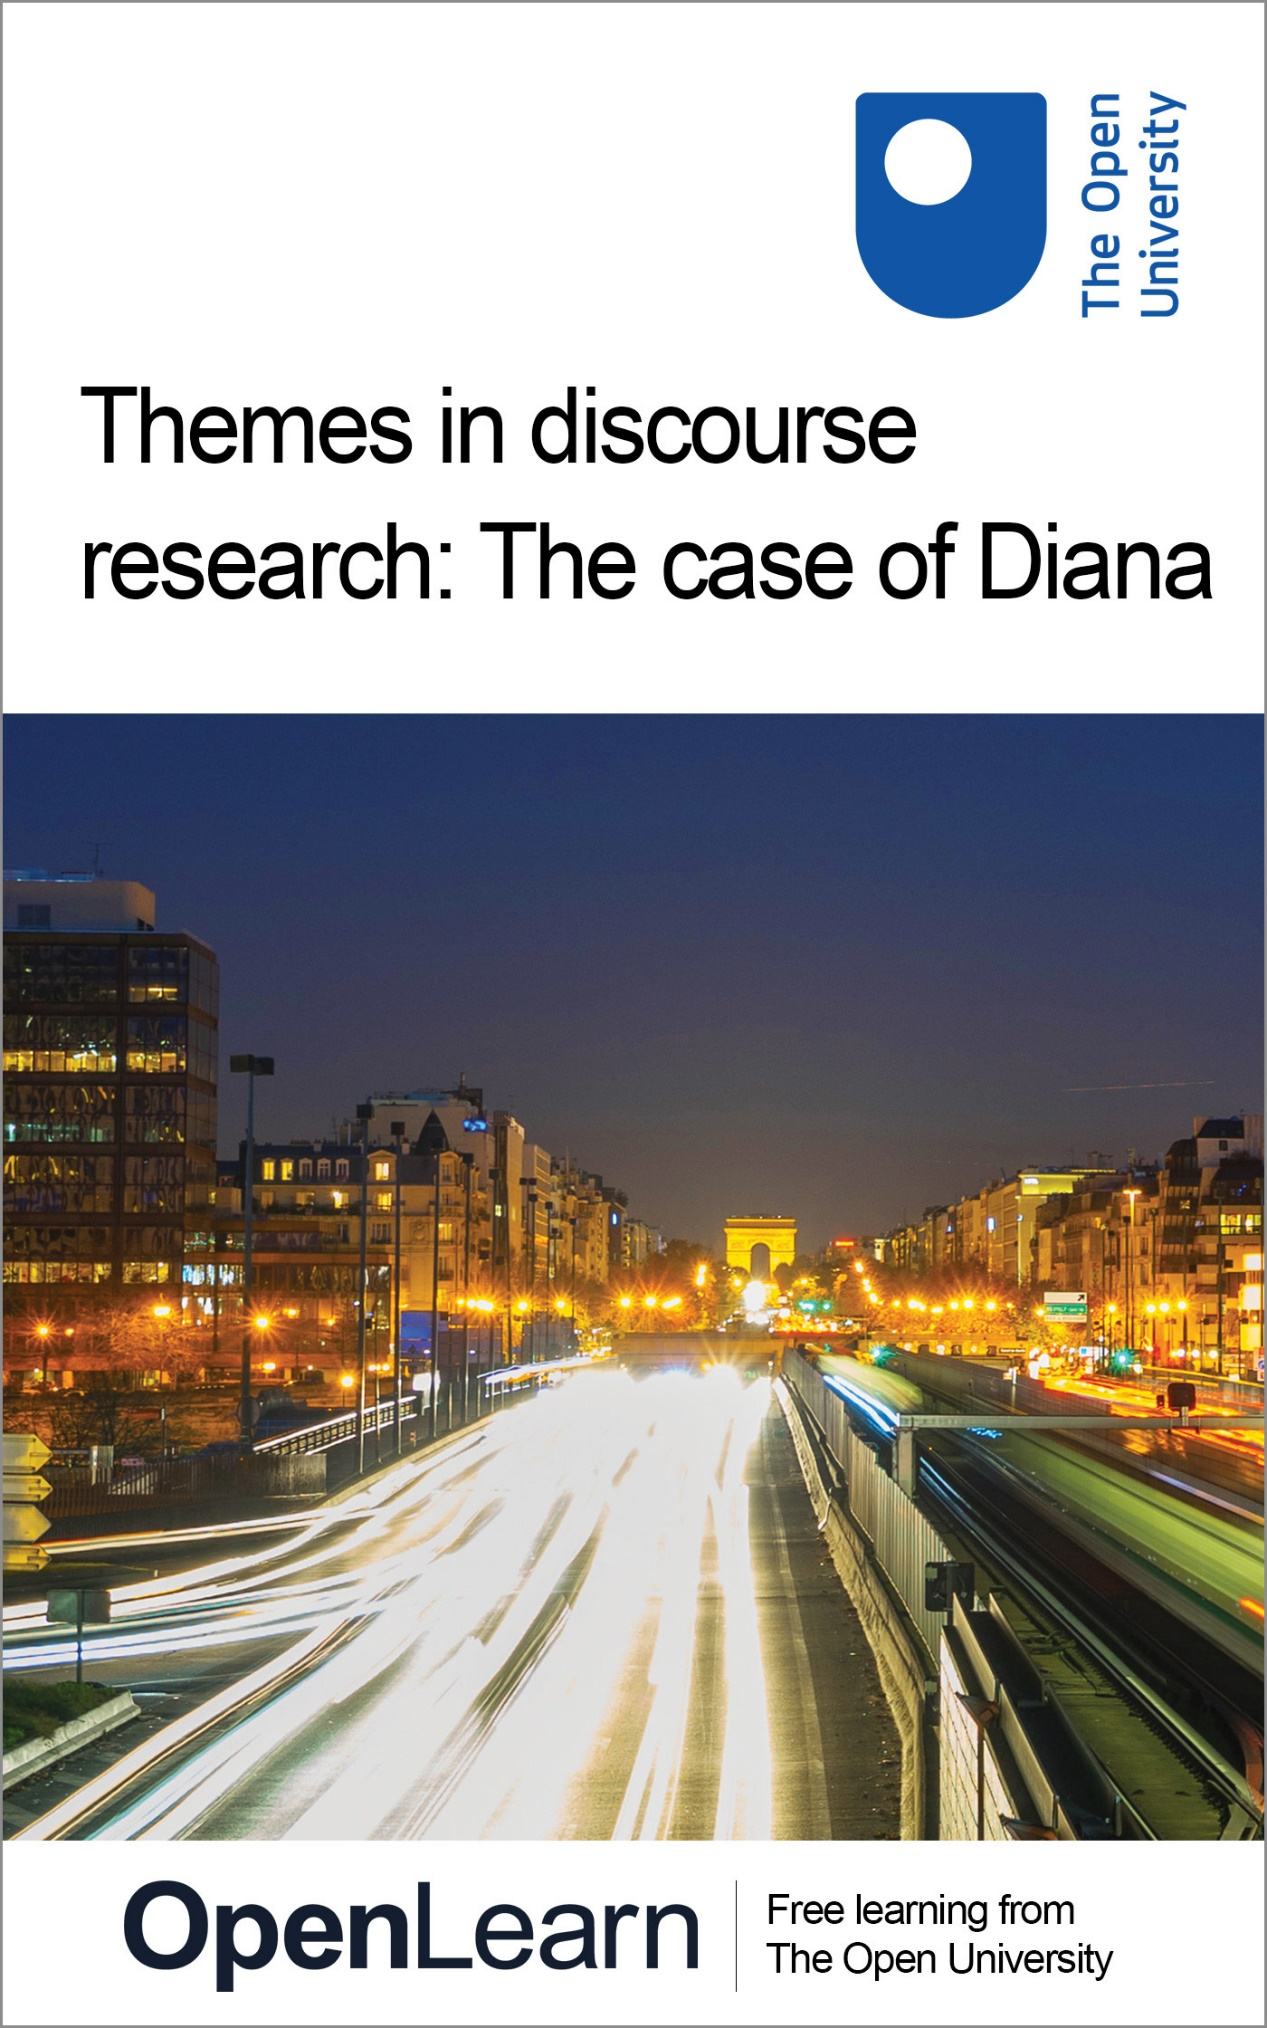 The Open
University
Themes in discourse
research: The case of Diana
OpenLearn
Free learning from
The Open University